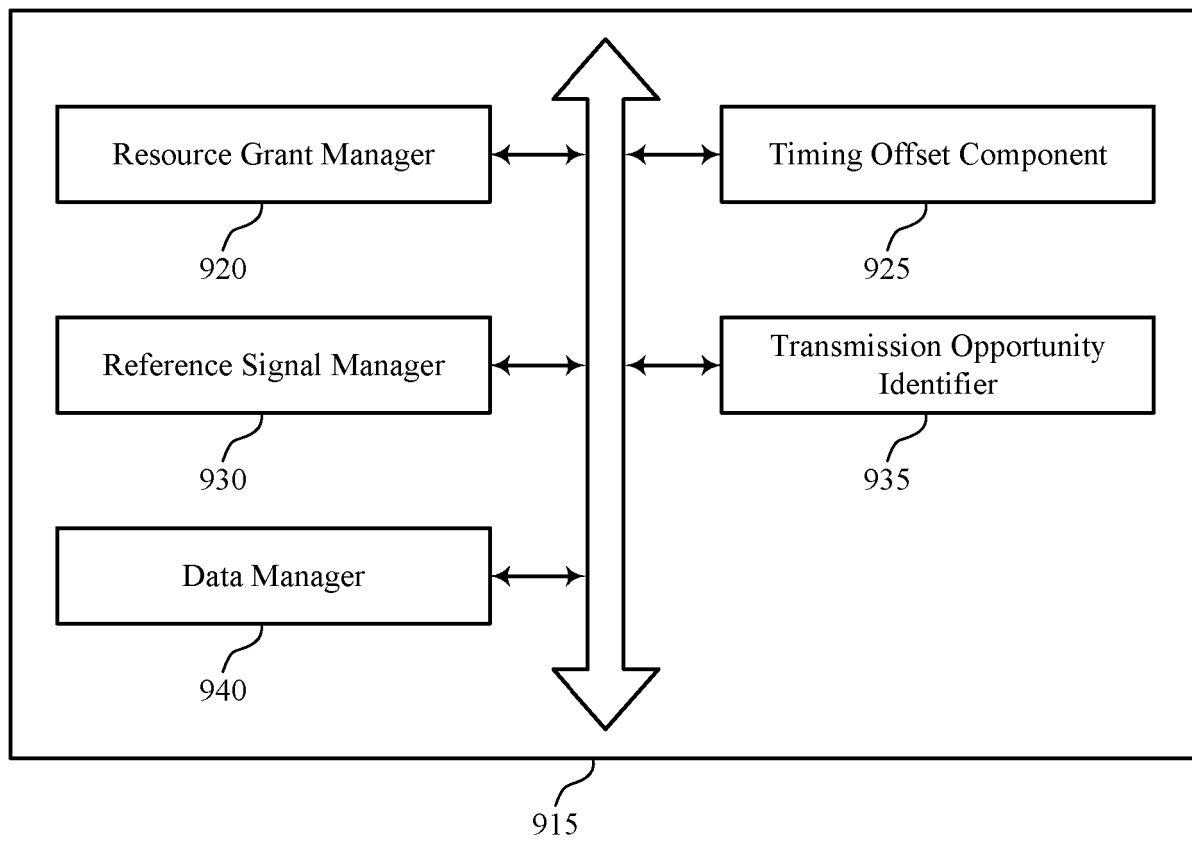 Resource Grant Manager
920
Timing Offset Component
925
Reference Signal Manager
930
Transmission Opportunity
Identifier
935
Data Manager
940
915